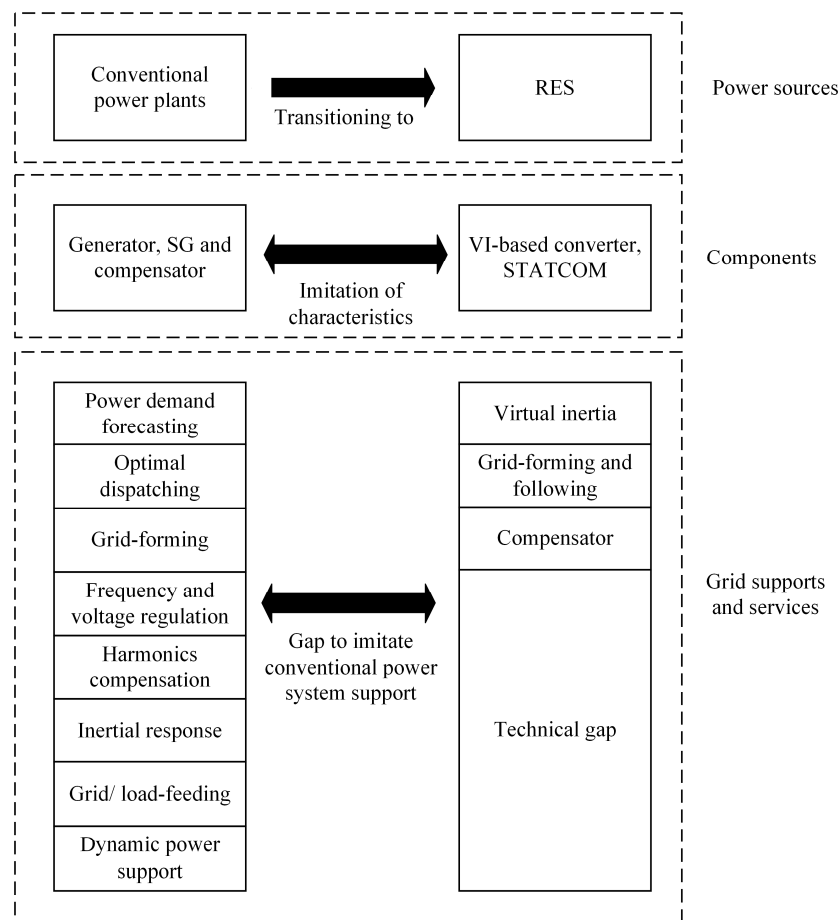 Conventional
power plants
Transitioning to
RES
Power sources
Generator, SG and
compensator
Imitation of
characteristics
VI-based converter,
STATCOM
Components
Power demand
forecasting
Optimal
dispatching
Grid-forming
Frequency and
voltage regulation
Harmonics
compensation
Inertial response
Grid/ load-feeding
Dynamic power
support
Gap to imitate
conventional power
system support
Virtual inertia
Grid-forming and
following
Compensator
Technical gap
Grid supports
and services